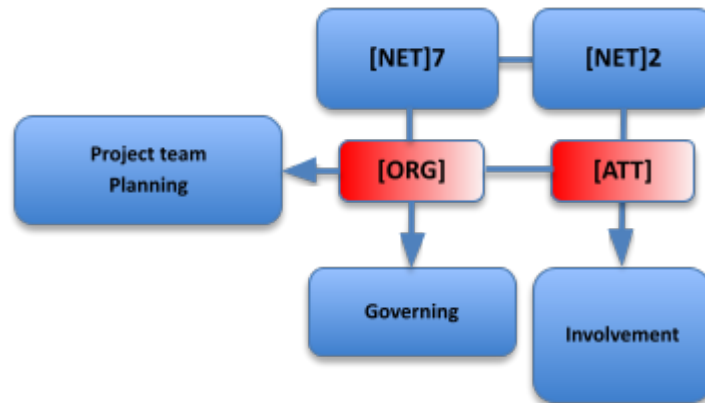 [NET]7
[NET]2
Project team
Planning
[ORG]
[ATT]
Governing
Involvement